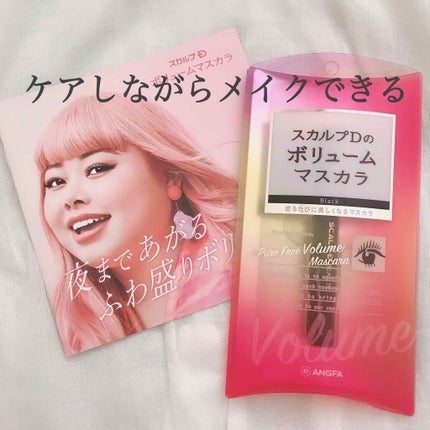 ケアしながらメイクできる
スカルプD
ボリュームマスカラ
夜まであがる
ふわ盛りボリ
スカルプDの
ボリューム
マスカラ
Black
塗るたびに美しくなるマスカラ
Pure Free Volume
Mascara
Volume
ANGFA